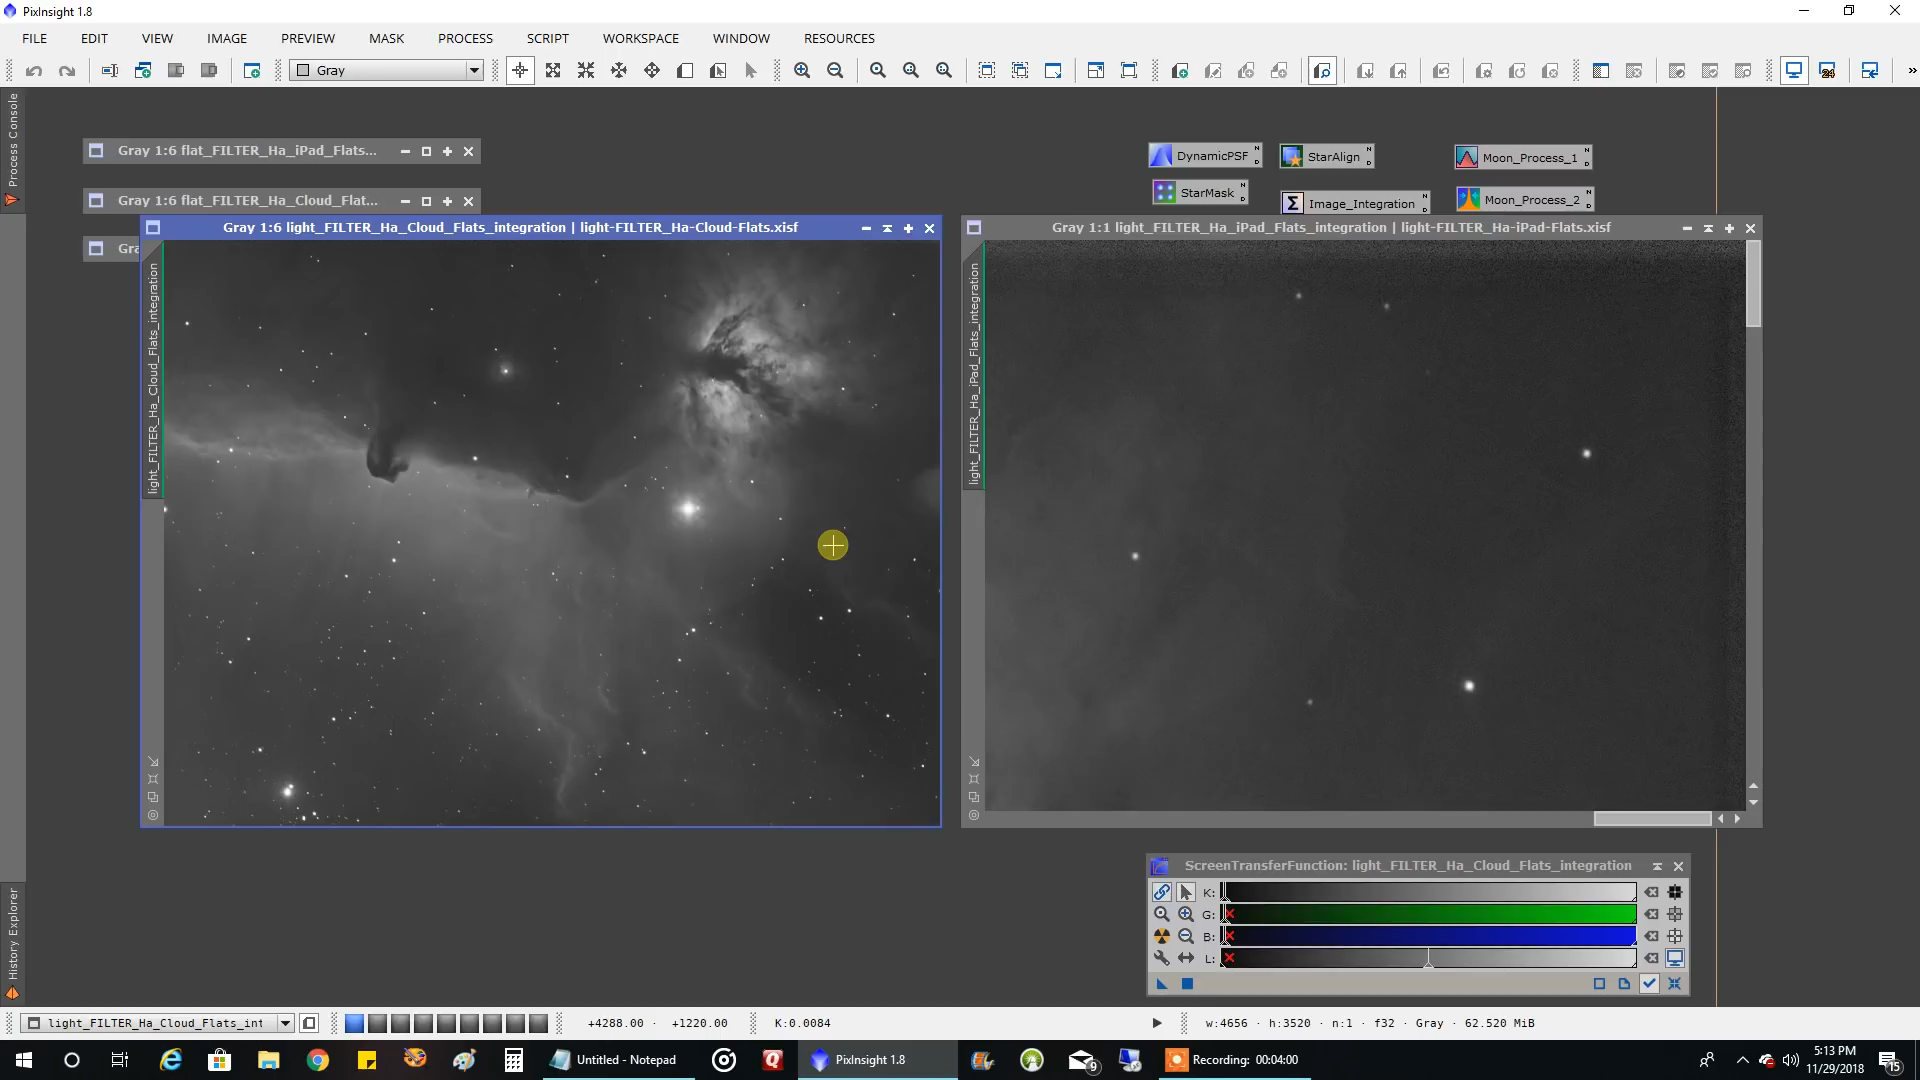 PixInsight 1.8
FILE EDIT VIEW IMAGE PREVIEW MASK PROCESS SCRIPT WORKSPACE WINDOW RESOURCES
Gray
24
Process Console
Gray 1:6 flat_FILTER_Ha_iPad_Flats...
Gray 1:6 flat_FILTER_Ha_Cloud_Flat...
Gra
DynamicPSF
StarAlign
Moon_Process_1
StarMask
Image_Integration
Moon_Process_2
Gray 1:6 light_FILTER_Ha_Cloud_Flats_integration | light-FILTER_Ha-Cloud-Flats.xisf
light_FILTER_Ha_Cloud_Flats_integration
Gray 1:1 light_FILTER_Ha_iPad_Flats_integration | light-FILTER_Ha-iPad-Flats.xisf
light_FILTER_Ha_iPad_Flats_integration
ScreenTransferFunction: light_FILTER_Ha_Cloud_Flats_integration
K:
G:
B:
L:
History Explorer
light_FILTER_Ha_Cloud_Flats_int
+4288.00 · +1220.00
K:0.0084
w:4656 · h:3520 · n:1 · f32 · Gray · 62.520 MiB
Untitled - Notepad
PixInsight 1.8
9
Recording: 00:04:00
5:13 PM
11/29/2018
15